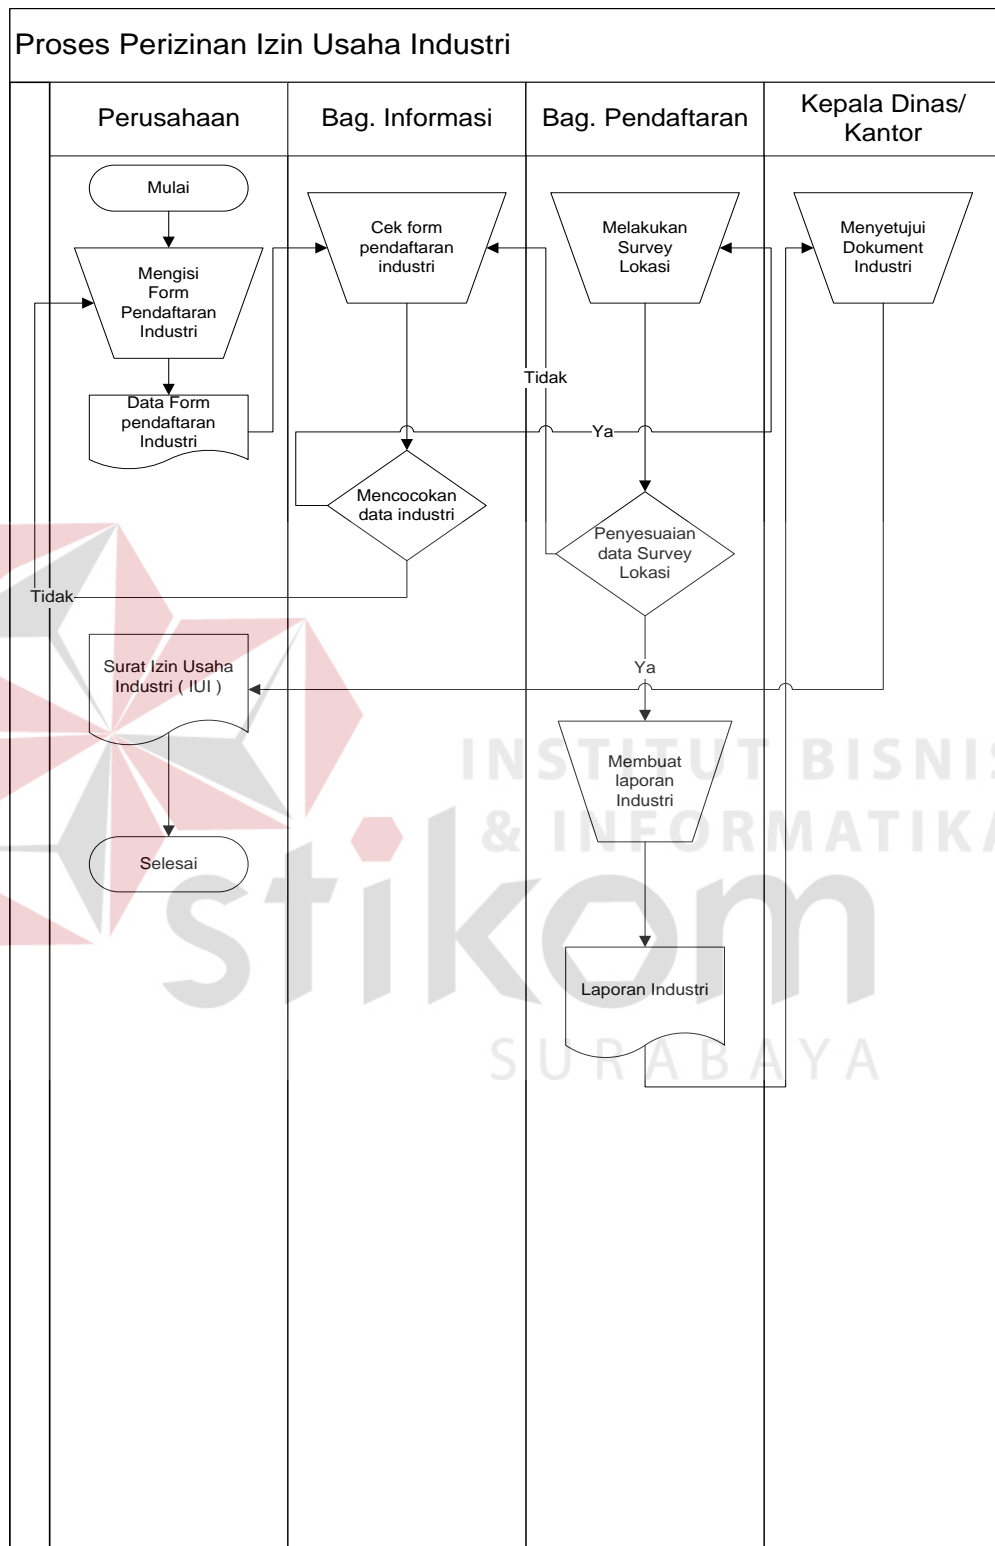 Proses Perizinan Izin Usaha Industri
Perusahaan
Bag. Informasi
Bag. Pendaftaran
Kepala Dinas/
Kantor
Mulai
Mengisi
Form
Pendaftaran
Industri
Data Form
pendaftaran
Industri
Cek form
pendaftaran
industri
Melakukan
Survey
Lokasi
Menyetujui
Dokument
Industri
Tidak
Ya
Mencocokan
data industri
Penyesuaian
data Survey
Lokasi
Tidak
Surat Izin Usaha
Industri ( IUI )
Ya
Membuat
laporan
Industri
Selesai
Laporan Industri
INSTITUT BISNIS
& INFORMATIKA
stikom
SURABAYA